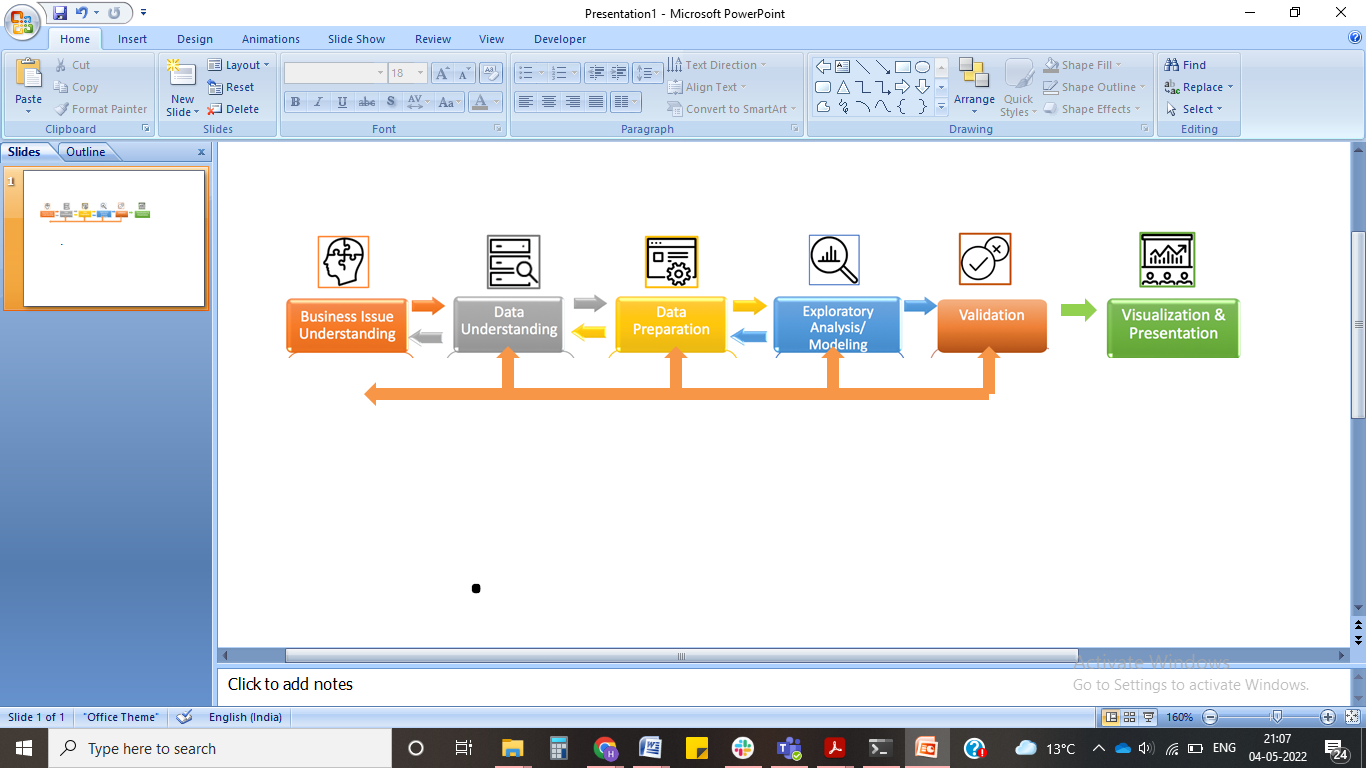 Presentation1 - Microsoft PowerPoint
Home Insert Design Animations Slide Show Review View Developer
Paste
Cut
Copy
Format Painter
Clipboard
New
Slide
Layout
Reset
Delete
Slides
18
B I U abc S AV Aa A
Font
Text Direction
Align Text
Convert to SmartArt
Paragraph
Arrange
Quick
Styles
Shape Fill
Shape Outline
Shape Effects
Drawing
Find
Replace
Select
Editing
Slides Outline x
1
Business Issue
Understanding
Data
Understanding
Data
Preparation
Exploratory
Analysis/
Modeling
Validation
Visualization &
Presentation
Activate Windows
Go to Settings to activate Windows.
Click to add notes
Slide 1 of 1 "Office Theme" English (India) 160%
Type here to search
13°C ENG
21:07
04-05-2022
24